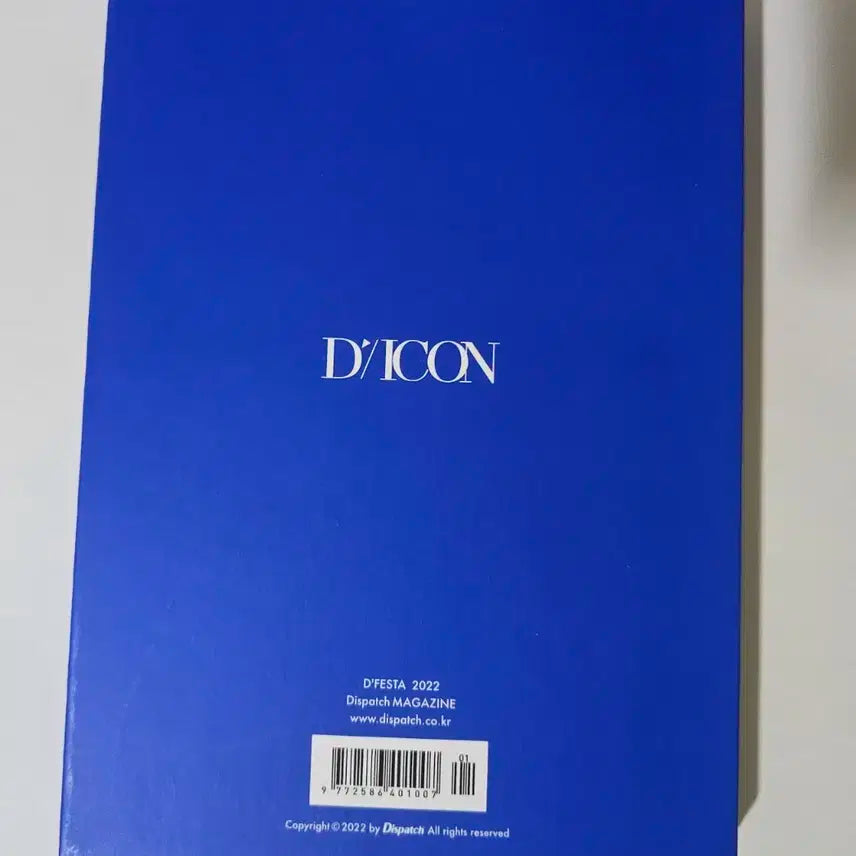 D'/ICON
D'FESTA 2022
Dispatch MAGAZINE
www.dispatch.co.kr
01
9 772586 401007
Copyright © 2022 by Dispatch All rights reserved